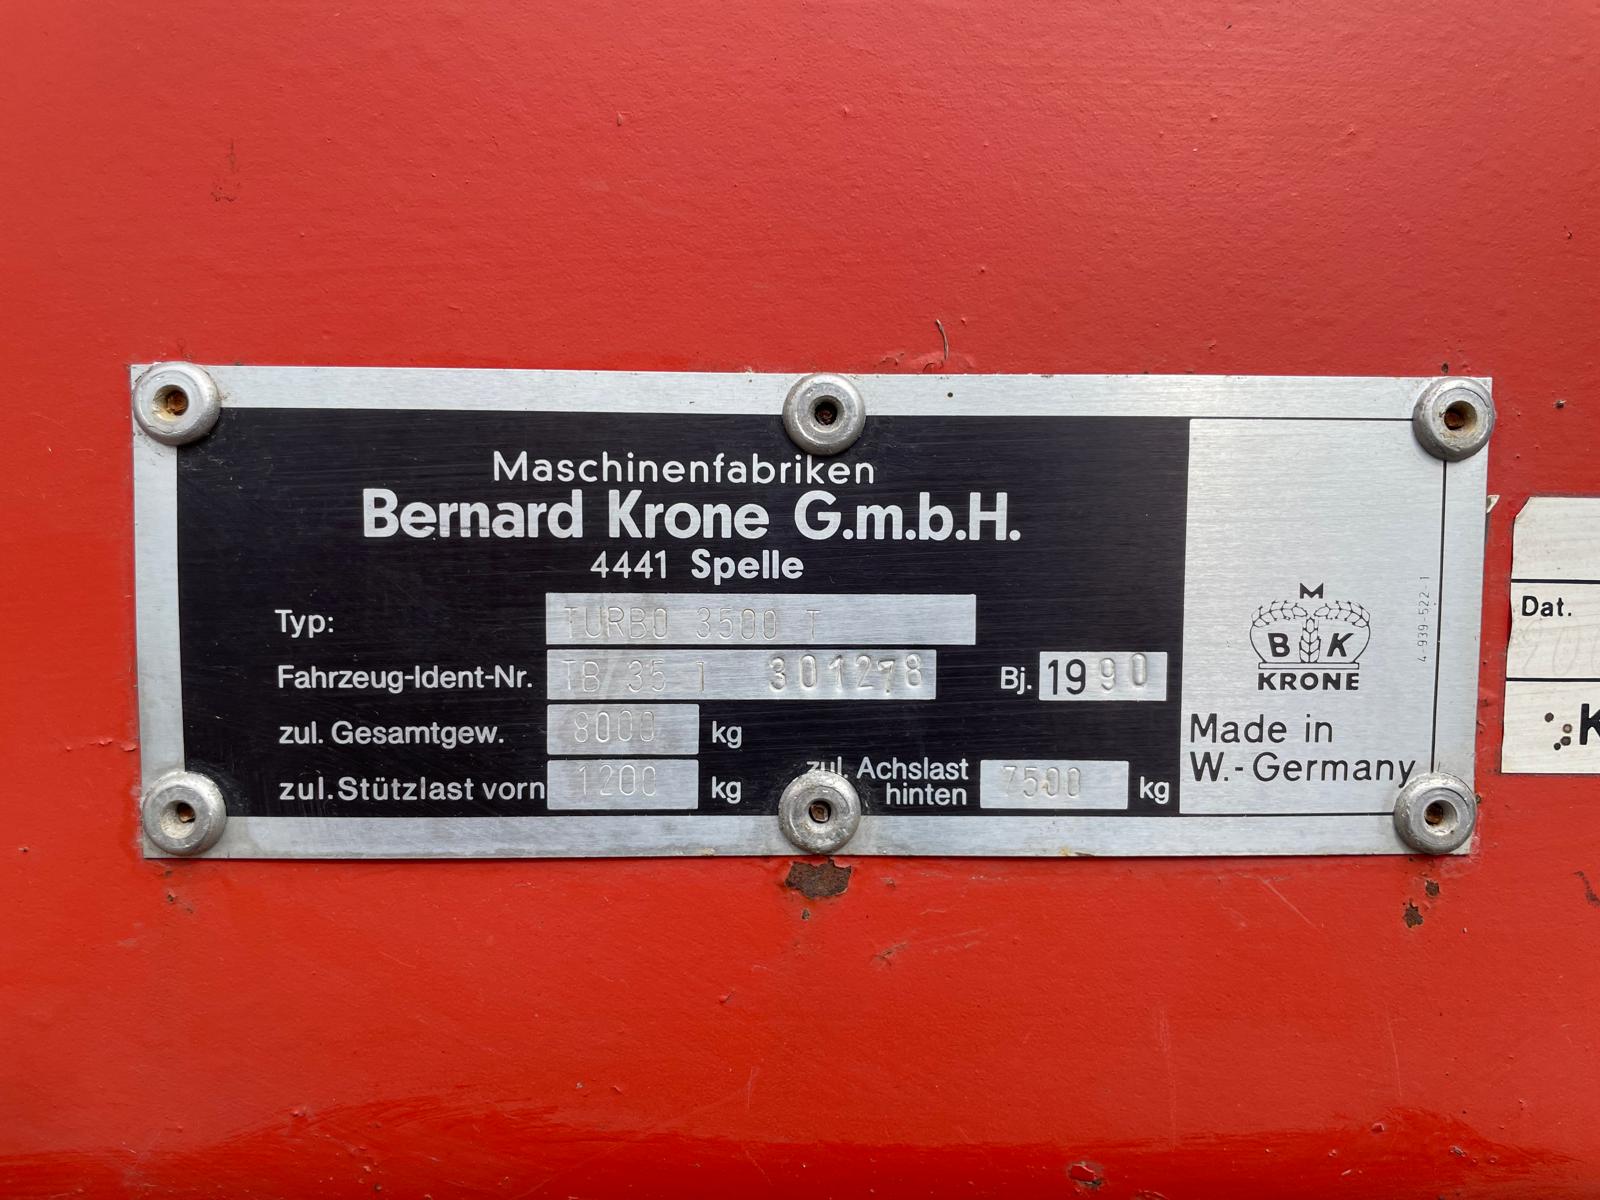 Maschinenfabriken
Bernard Krone G.m.b.H.
4441 Spelle
Typ: TURBO 3500 T
Fahrzeug-Ident-Nr. TB/35 T 301278 Bj. 1990
zul. Gesamtgew. 8000 kg
zul. Stützlast vorn 1200 kg zul. Achslast hinten 7500 kg
M
B K
KRONE
Made in
W.-Germany
4-939-522 1
Dat.
K